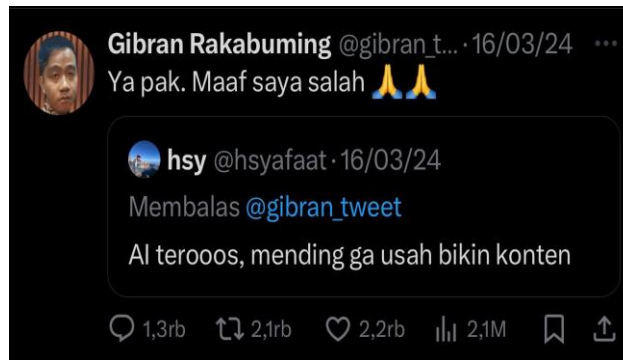 Gibran Rakabuming @gibran_t... · 16/03/24
Ya pak. Maaf saya salah 🙏🙏
hsy @hsyafaat · 16/03/24
Membalas @gibran_tweet
AI terooos, mending ga usah bikin konten
1,3rb 2,1rb 2,2rb 2,1M